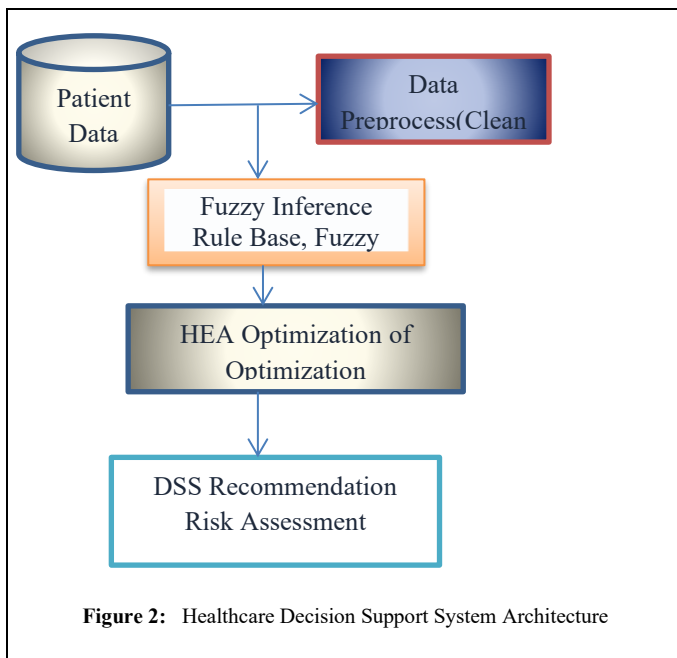 Patient
Data
Data
Preprocess(Clean
Fuzzy Inference
Rule Base, Fuzzy
HEA Optimization of
Optimization
DSS Recommendation
Risk Assessment
Figure 2: Healthcare Decision Support System Architecture